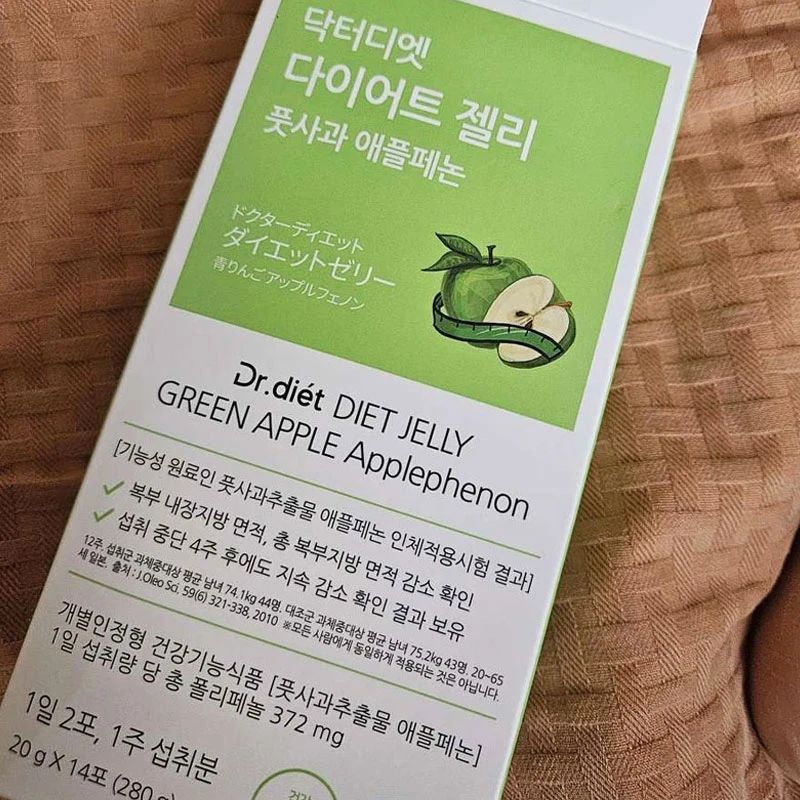 닥터디엣
다이어트 젤리
풋사과 애플페논
ドクターディエット
ダイエットゼリー
青りんごアップルフェノン
Dr.diét DIET JELLY
GREEN APPLE Applephenon
[기능성 원료인 풋사과추출물 애플페논 인체적용시험 결과]
복부 내장지방 면적, 총 복부지방 면적 감소 확인
섭취 중단 4주 후에도 지속 감소 확인 결과 보유
12주. 섭취군 과체중대상 평균 남녀 74.1kg 44명. 대조군 과체중대상 평균 남녀 75.2kg 43명. 20~65
세 일본. 출처 : J.Oleo Sci. 59(6) 321-338, 2010 ※모든 사람에게 동일하게 적용되는 것은 아닙니다.
개별인정형 건강기능식품 [풋사과추출물 애플페논]
1일 섭취량 당 총 폴리페놀 372 mg
1일 2포, 1주 섭취분
20 g X 14포 (280 g)
건강